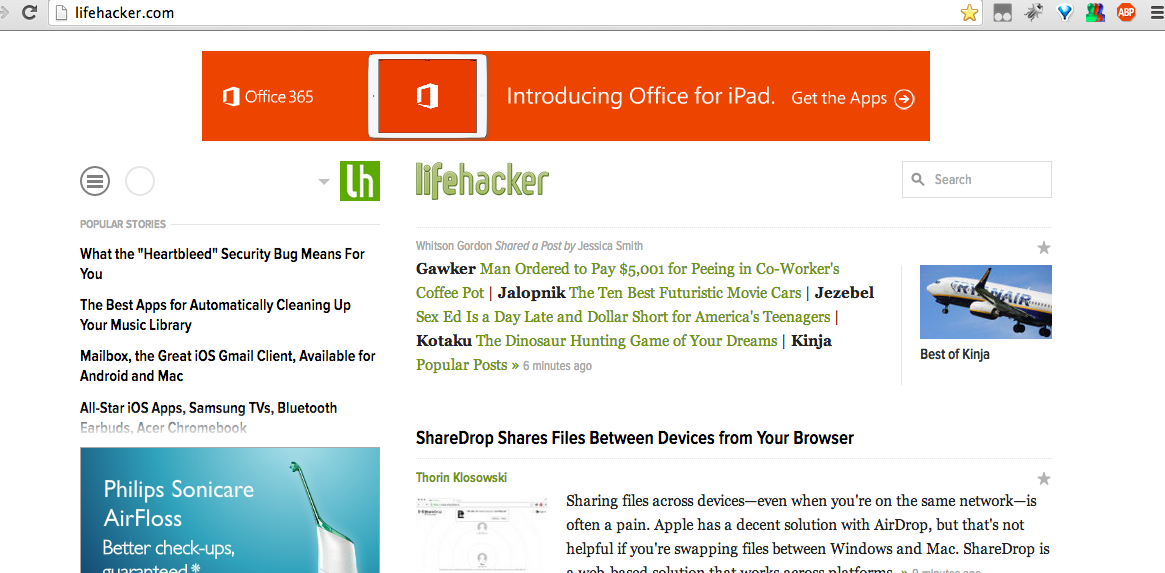 lifehacker.com
ABP
Office 365
Introducing Office for iPad.
Get the Apps
lh
lifehacker
Search
POPULAR STORIES
What the "Heartbleed" Security Bug Means For
You
The Best Apps for Automatically Cleaning Up
Your Music Library
Mailbox, the Great iOS Gmail Client, Available for
Android and Mac
All-Star iOS Apps, Samsung TVs, Bluetooth
Earbuds, Acer Chromebook
Philips Sonicare
AirFloss
Better check-ups,
guaranteed.*
Whitson Gordon Shared a Post by Jessica Smith
Gawker Man Ordered to Pay $5,001 for Peeing in Co-Worker's
Coffee Pot | Jalopnik The Ten Best Futuristic Movie Cars | Jezebel
Sex Ed Is a Day Late and Dollar Short for America's Teenagers |
Kotaku The Dinosaur Hunting Game of Your Dreams | Kinja
Popular Posts » 6 minutes ago
RYANAIR
Best of Kinja
ShareDrop Shares Files Between Devices from Your Browser
Thorin Klosowski
Sharing files across devices—even when you're on the same network—is
often a pain. Apple has a decent solution with AirDrop, but that's not
helpful if you're swapping files between Windows and Mac. ShareDrop is
a web-based solution that works across platforms. » 9 minutes ago